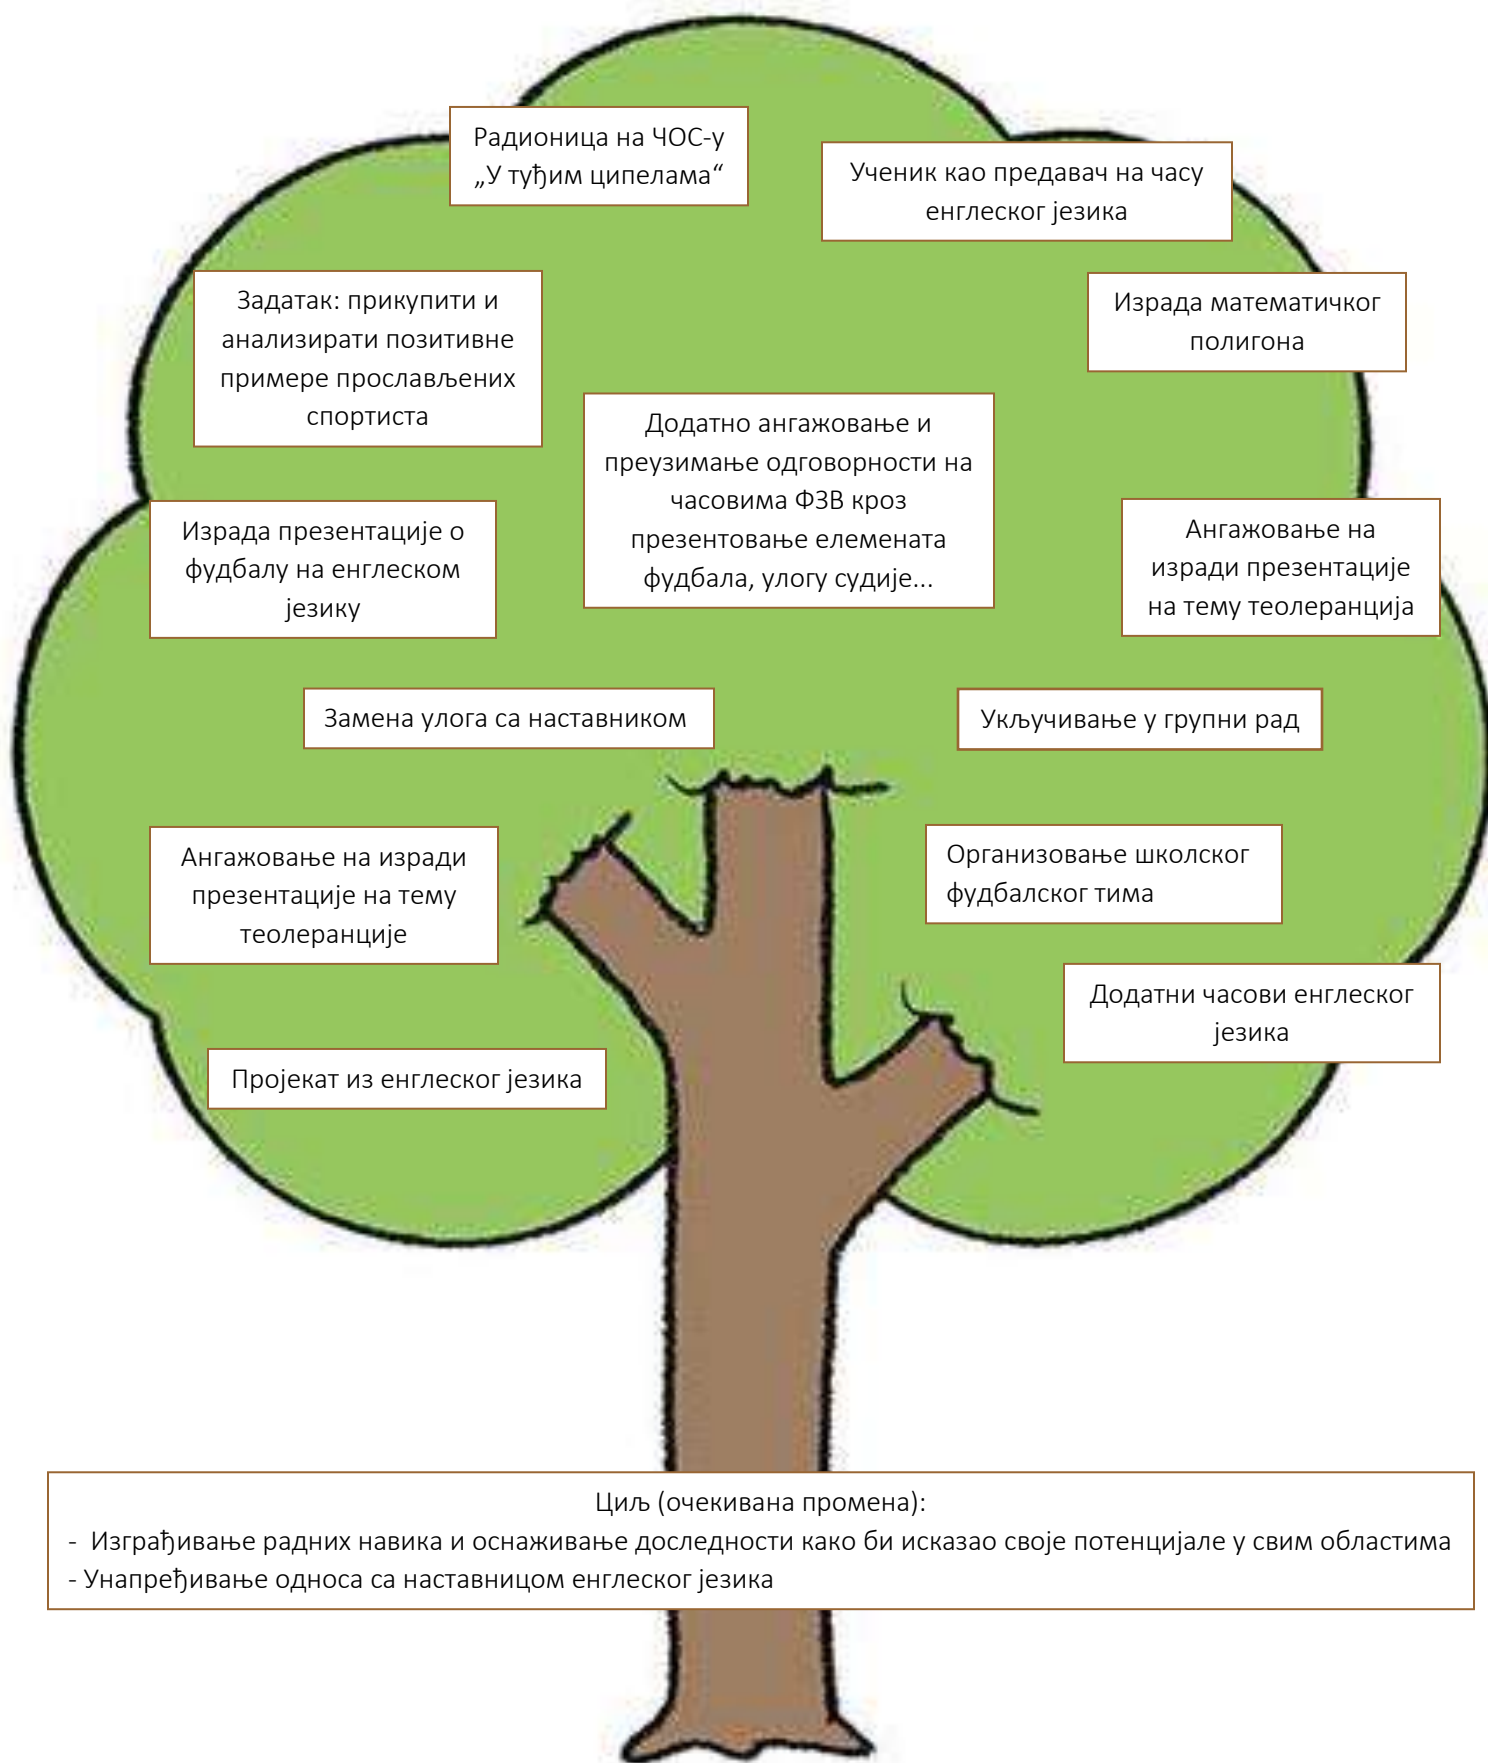 Радионица на ЧОС-у
„У туђим ципелама“
Ученик као предавач на часу
енглеског језика
Задатак: прикупити и
анализирати позитивне
примере прослављених
спортиста
Израда математичког
полигона
Додатно ангажовање и
преузимање одговорности на
часовима ФЗВ кроз
презентовање елемената
фудбала, улогу судије...
Израда презентације о
фудбалу на енглеском
језику
Ангажовање на
изради презентације
на тему теолеранција
Замена улога са наставником
Укључивање у групни рад
Ангажовање на изради
презентације на тему
теолеранције
Организовање школског
фудбалског тима
Додатни часови енглеског
језика
Пројекат из енглеског језика
Циљ (очекивана промена):
- Изграђивање радних навика и оснаживање доследности како би исказао своје потенцијале у свим областима
- Унапређивање односа са наставницом енглеског језика